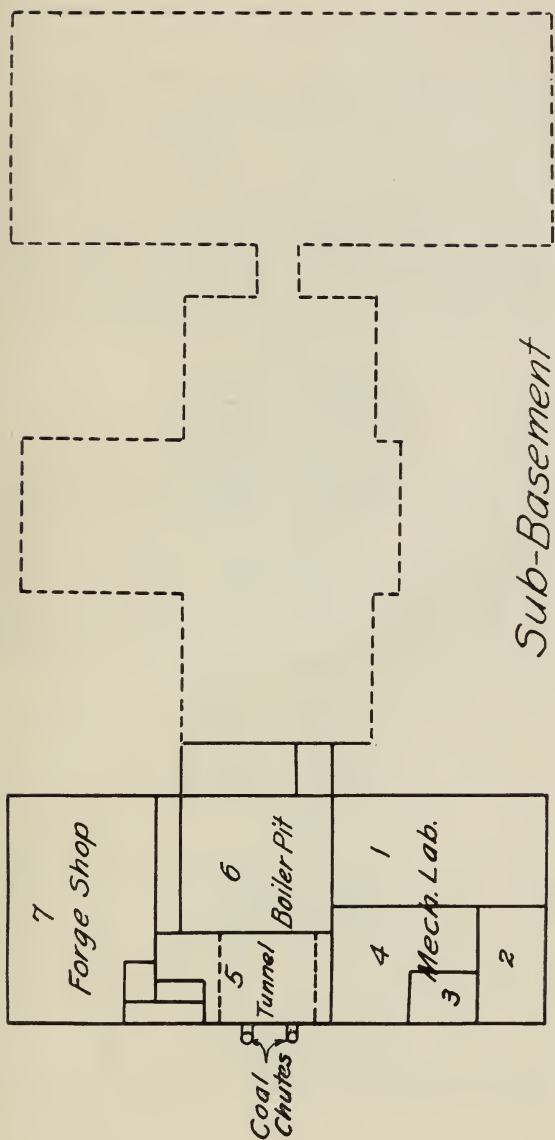 7
Forge Shop
6
Boiler Pit
5
Tunnel
Coal
Chutes
1
Mech. Lab.
4
3
2
Sub-Basement